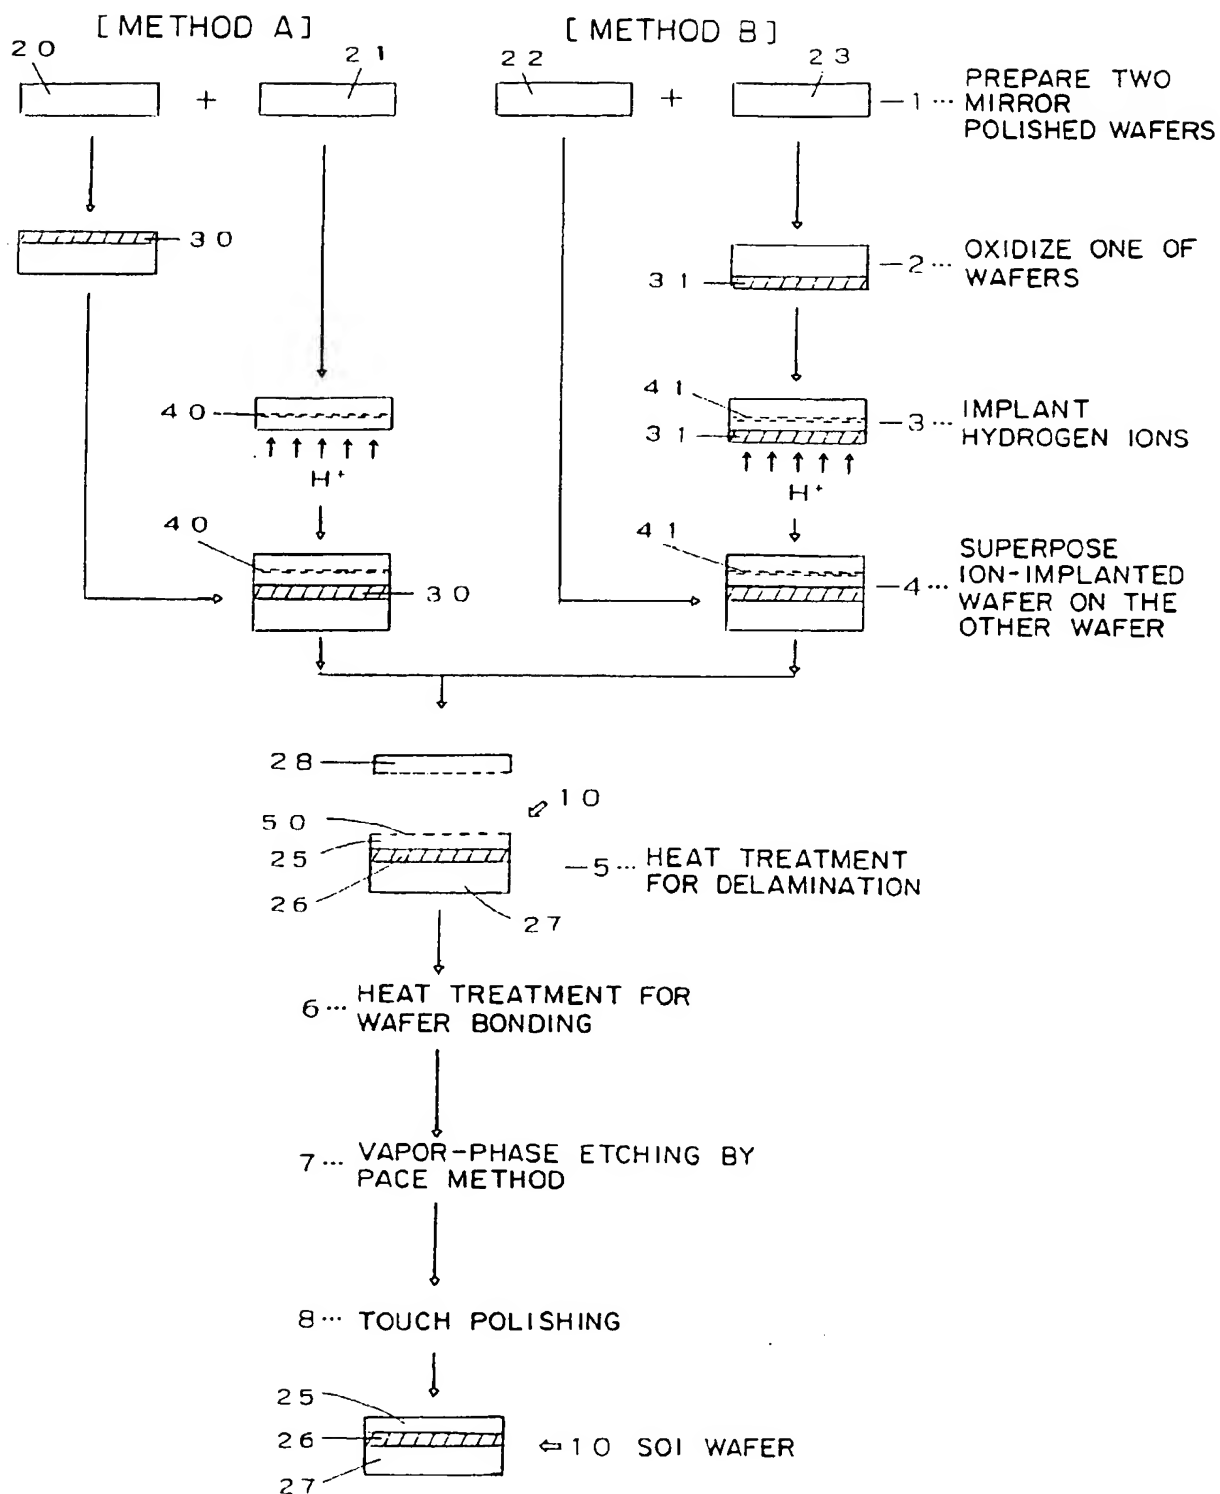 [METHOD A]
[METHOD B]
20
21
22
23
+
+
1... PREPARE TWO
MIRROR
POLISHED WAFERS
30
31
2... OXIDIZE ONE OF
WAFERS
40
H+
41
31
H+
3... IMPLANT
HYDROGEN IONS
40
30
41
4... SUPERPOSE
ION-IMPLANTED
WAFER ON THE
OTHER WAFER
28
10
50
25
26
27
5... HEAT TREATMENT
FOR DELAMINATION
6... HEAT TREATMENT FOR
WAFER BONDING
7... VAPOR-PHASE ETCHING BY
PACE METHOD
8... TOUCH POLISHING
25
26
27
⇦10 SOI WAFER